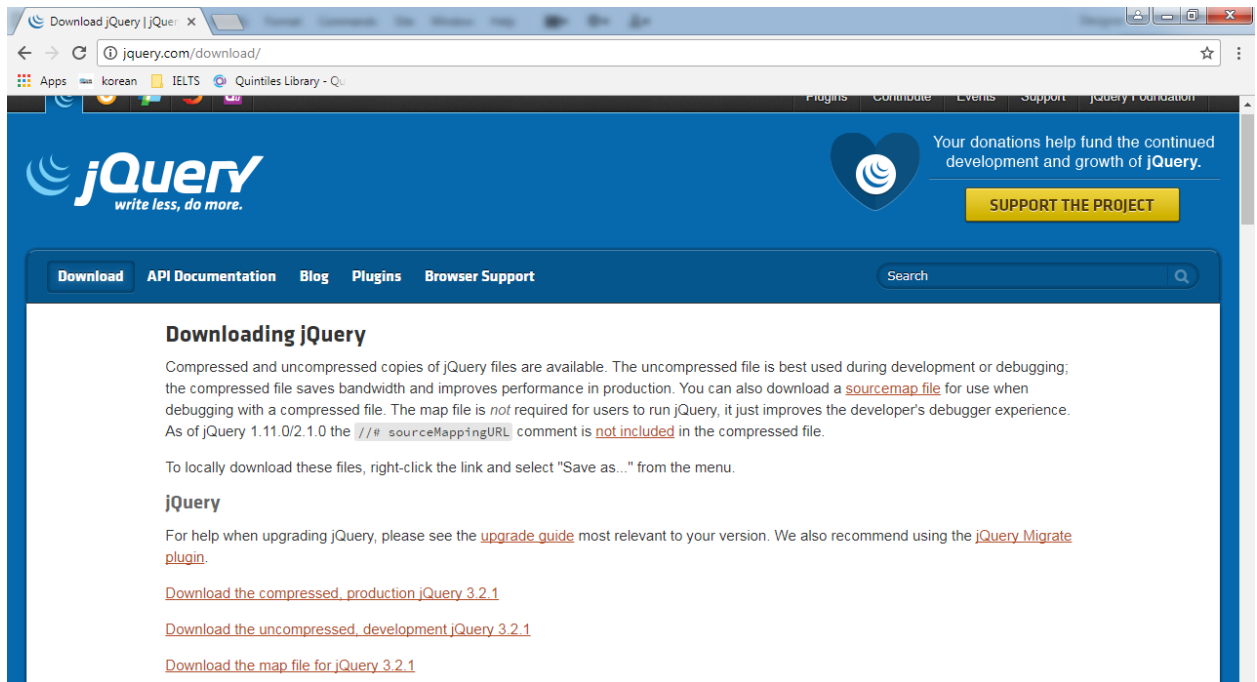 Download jQuery | jQuer
Format Commands Window Help
jquery.com/download/
Apps korean IELTS Quintiles Library - Qu
Plugins Contribute Events Support jQuery Foundation
jQuery
write less, do more.
Your donations help fund the continued
development and growth of jQuery.
SUPPORT THE PROJECT
Download API Documentation Blog Plugins Browser Support
Search
Downloading jQuery
Compressed and uncompressed copies of jQuery files are available. The uncompressed file is best used during development or debugging;
the compressed file saves bandwidth and improves performance in production. You can also download a sourcemap file for use when
debugging with a compressed file. The map file is not required for users to run jQuery, it just improves the developer's debugger experience.
As of jQuery 1.11.0/2.1.0 the //# sourceMappingURL comment is not included in the compressed file.
To locally download these files, right-click the link and select "Save as..." from the menu.
jQuery
For help when upgrading jQuery, please see the upgrade guide most relevant to your version. We also recommend using the jQuery Migrate
plugin.
Download the compressed, production jQuery 3.2.1
Download the uncompressed, development jQuery 3.2.1
Download the map file for jQuery 3.2.1